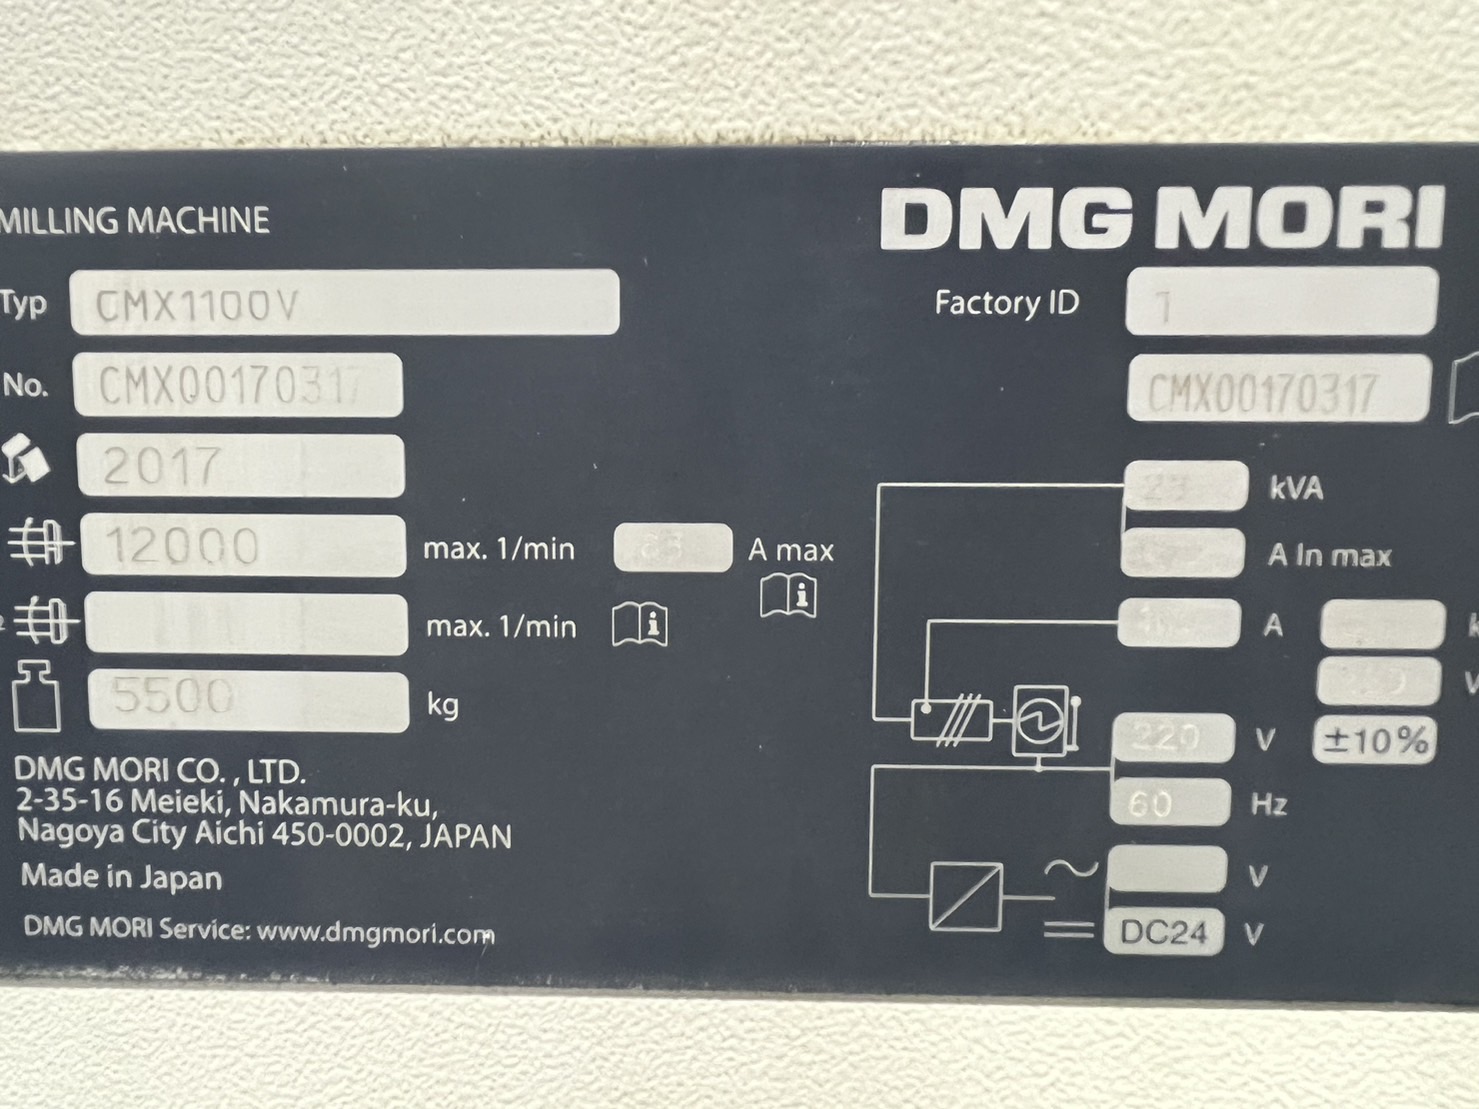 MILLING MACHINE
DMG MORI
Typ CMX1100V
Factory ID 1
No. CMX00170317
CMX00170317
2017
kVA
12000 max. 1/min A max
A In max
max. 1/min
A
5500 kg
220 V
±10%
60 Hz
V
DC24 V
DMG MORI CO. , LTD.
2-35-16 Meieki, Nakamura-ku,
Nagoya City Aichi 450-0002, JAPAN
Made in Japan
DMG MORI Service: www.dmgmori.com